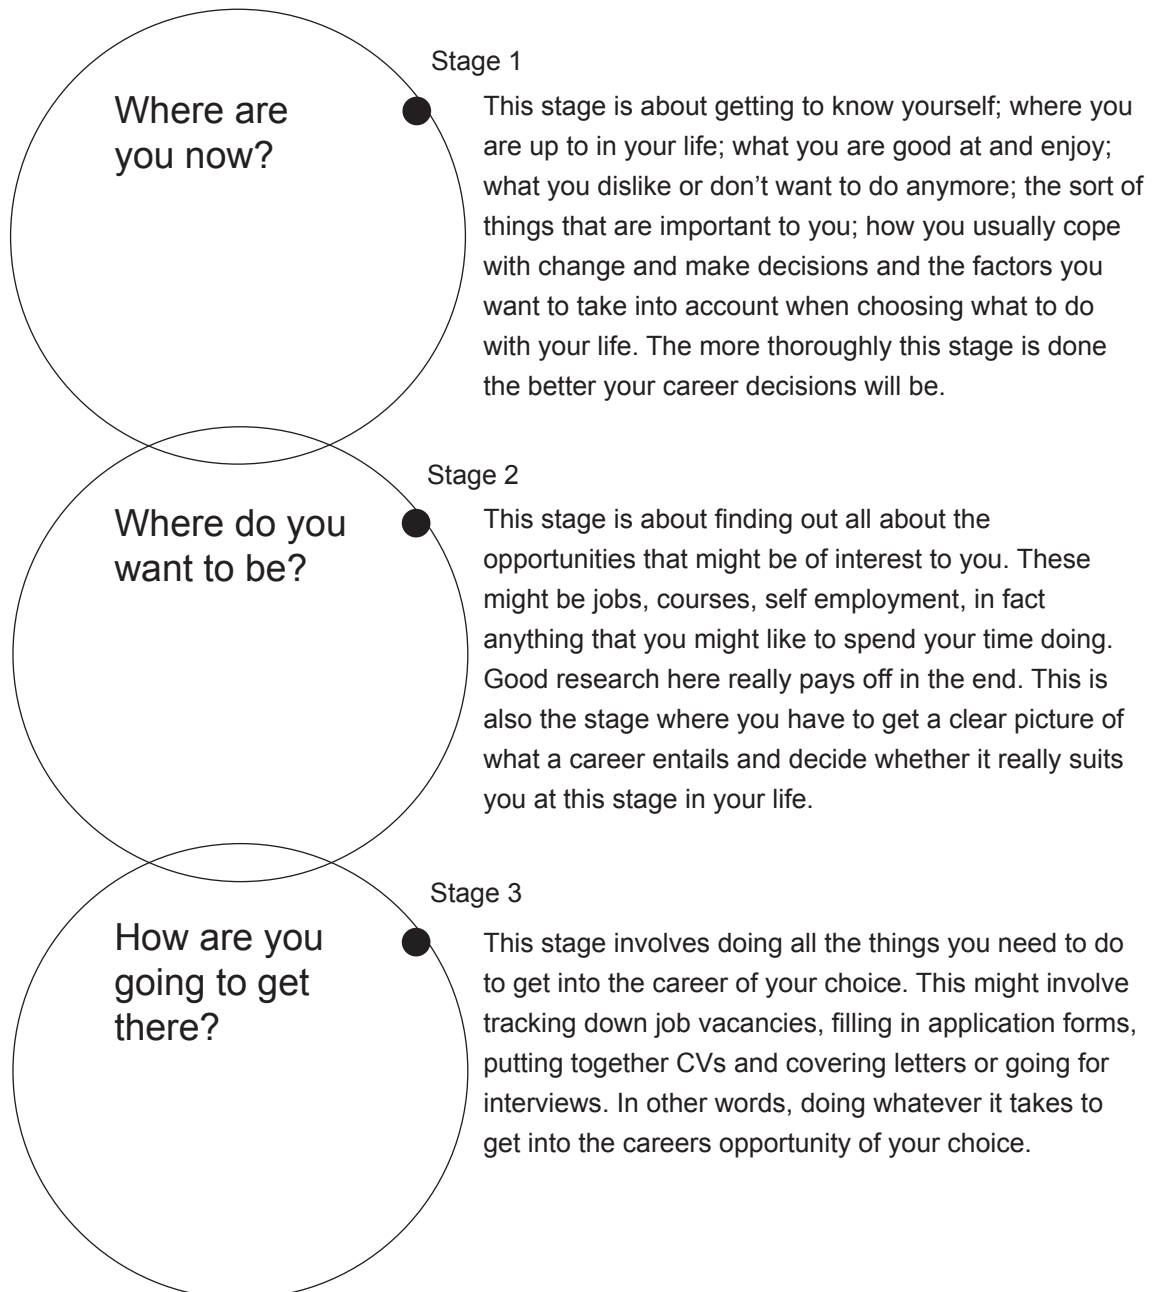 Stage 1
Where are
you now?
This stage is about getting to know yourself; where you
are up to in your life; what you are good at and enjoy;
what you dislike or don’t want to do anymore; the sort of
things that are important to you; how you usually cope
with change and make decisions and the factors you
want to take into account when choosing what to do
with your life. The more thoroughly this stage is done
the better your career decisions will be.
Stage 2
Where do you
want to be?
This stage is about finding out all about the
opportunities that might be of interest to you. These
might be jobs, courses, self employment, in fact
anything that you might like to spend your time doing.
Good research here really pays off in the end. This is
also the stage where you have to get a clear picture of
what a career entails and decide whether it really suits
you at this stage in your life.
Stage 3
How are you
going to get
there?
This stage involves doing all the things you need to do
to get into the career of your choice. This might involve
tracking down job vacancies, filling in application forms,
putting together CVs and covering letters or going for
interviews. In other words, doing whatever it takes to
get into the careers opportunity of your choice.